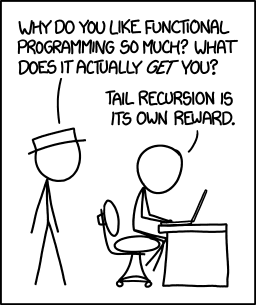 WHY DO YOU LIKE FUNCTIONAL
PROGRAMMING SO MUCH? WHAT
DOES IT ACTUALLY GET YOU?
TAIL RECURSION IS
ITS OWN REWARD.